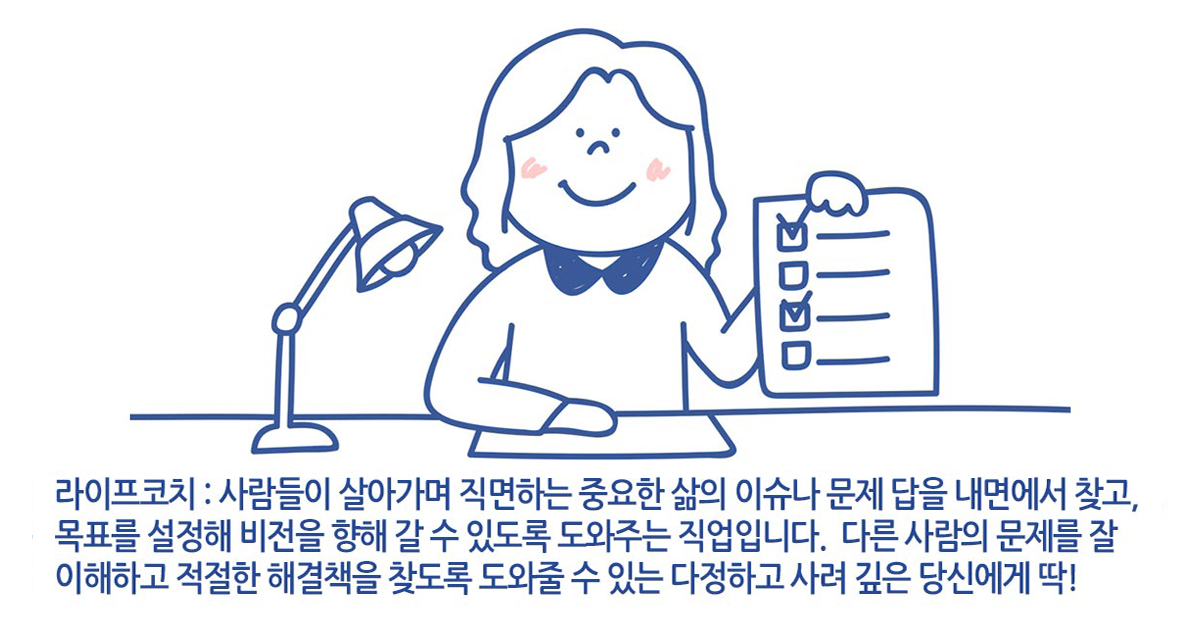 라이프코치 : 사람들이 살아가며 직면하는 중요한 삶의 이슈나 문제 답을 내면에서 찾고,
목표를 설정해 비전을 향해 갈 수 있도록 도와주는 직업입니다. 다른 사람의 문제를 잘
이해하고 적절한 해결책을 찾도록 도와줄 수 있는 다정하고 사려 깊은 당신에게 딱!